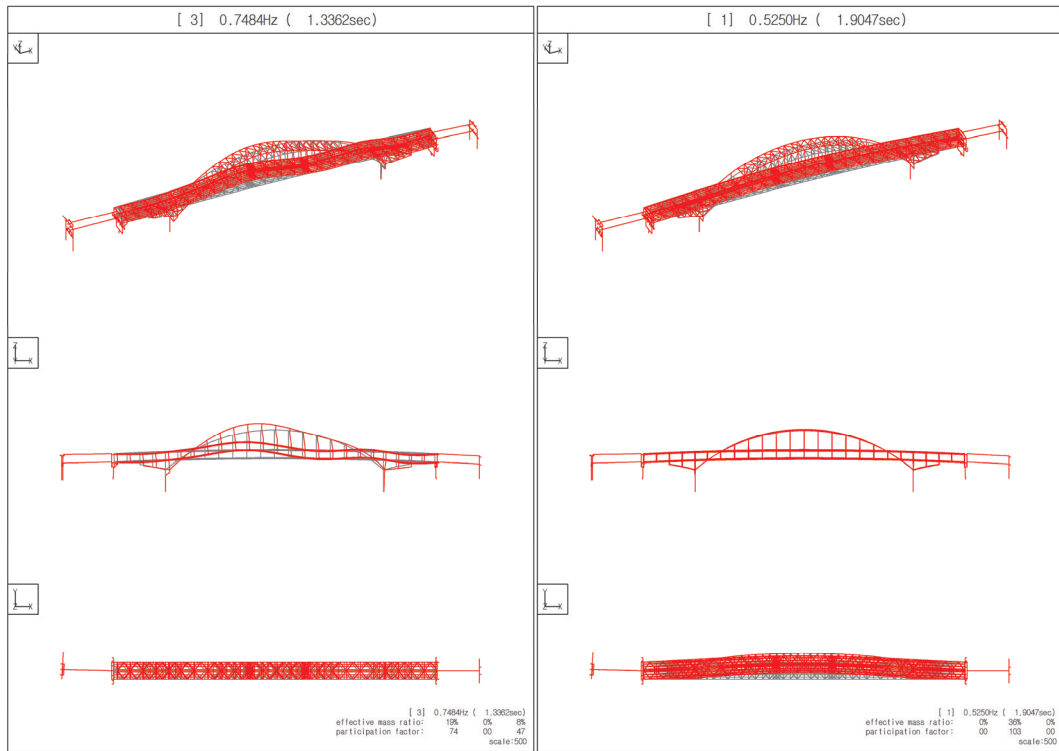 [ 3] 0.7484Hz ( 1.3362sec)
Z
X
Z
X
Y
Z X
[ 3] 0.7484Hz ( 1.3362sec)
effective mass ratio: 19% 0% 8%
participation factor: 74 00 47
scale:500
[ 1] 0.5250Hz ( 1.9047sec)
Z
X
Z
X
Y
Z X
[ 1] 0.5250Hz ( 1.9047sec)
effective mass ratio: 0% 36% 0%
participation factor: 00 103 00
scale:500